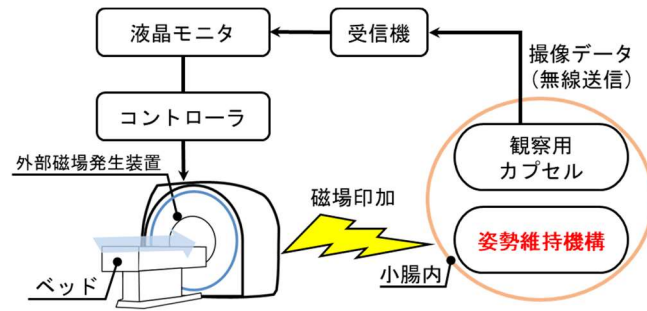 液晶モニタ
受信機
撮像データ
(無線送信)
コントローラ
観察用
カプセル
外部磁場発生装置
磁場印加
姿勢維持機構
小腸内
ベッド